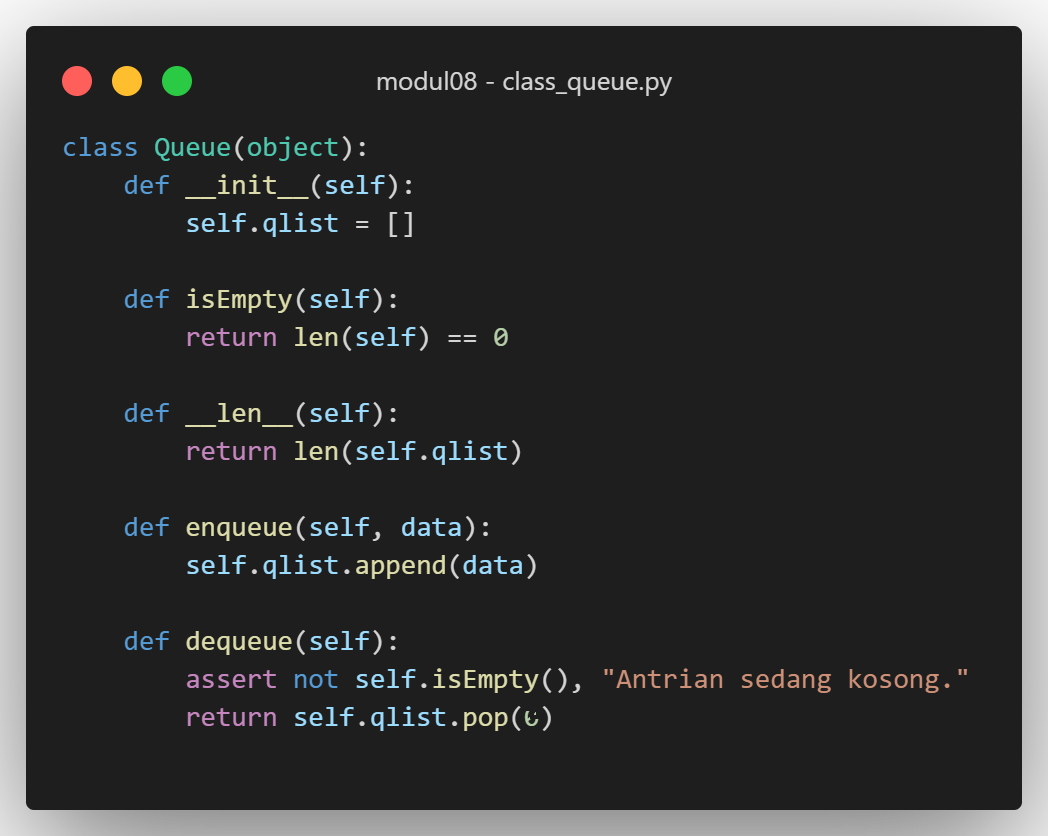 modul08 - class_queue.py
class Queue(object):
    def __init__(self):
        self.qlist = []
    def isEmpty(self):
        return len(self) == 0
    def __len__(self):
        return len(self.qlist)
    def enqueue(self, data):
        self.qlist.append(data)
    def dequeue(self):
        assert not self.isEmpty(), "Antrian sedang kosong."
        return self.qlist.pop( )